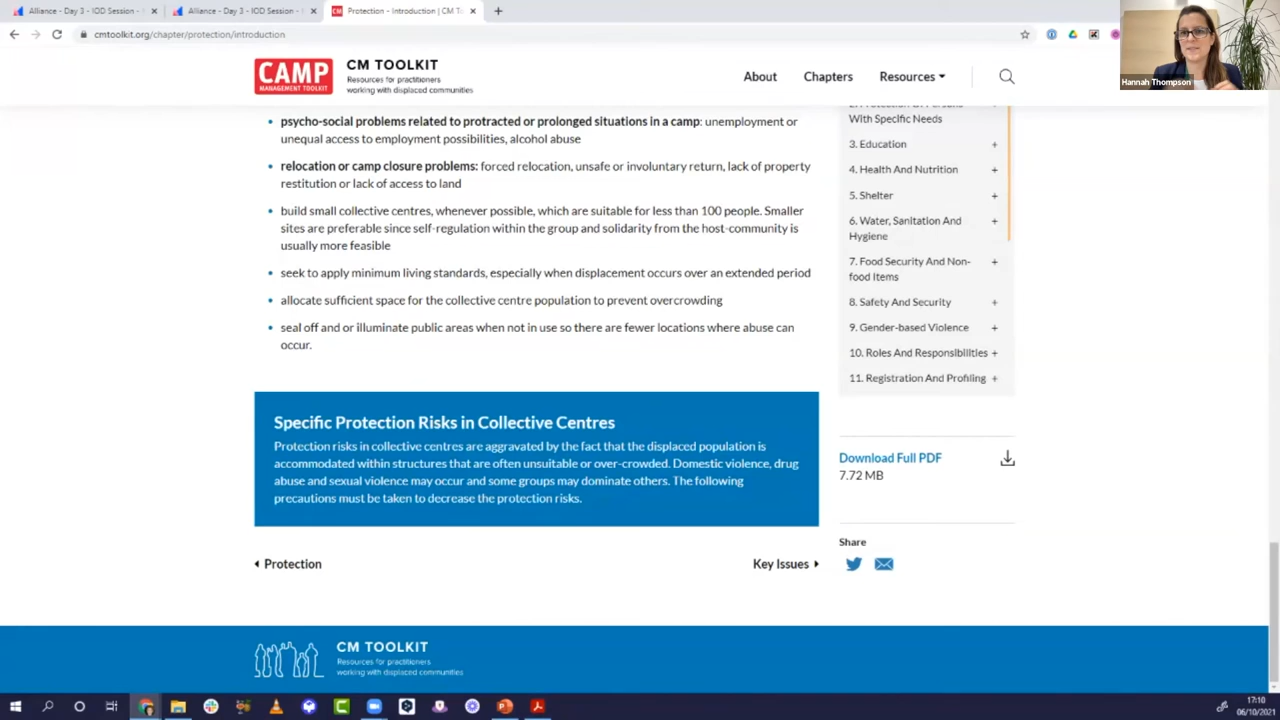 Alliance - Day 3 - IOD Session -
Alliance - Day 3 - IOD Session -
Protection - Introduction | CM To
cmtoolkit.org/chapter/protection/introduction
Hannah Thompson
CAMP
MANAGEMENT TOOLKIT
CM TOOLKIT
Resources for practitioners
working with displaced communities
About
Chapters
Resources
psycho-social problems related to protracted or prolonged situations in a camp: unemployment or
unequal access to employment possibilities, alcohol abuse
relocation or camp closure problems: forced relocation, unsafe or involuntary return, lack of property
restitution or lack of access to land
build small collective centres, whenever possible, which are suitable for less than 100 people. Smaller
sites are preferable since self-regulation within the group and solidarity from the host-community is
usually more feasible
seek to apply minimum living standards, especially when displacement occurs over an extended period
allocate sufficient space for the collective centre population to prevent overcrowding
seal off and or illuminate public areas when not in use so there are fewer locations where abuse can
occur.
2. Protection Of Persons
With Specific Needs
3. Education +
4. Health And Nutrition +
5. Shelter +
6. Water, Sanitation And +
Hygiene
7. Food Security And Non- +
food Items
8. Safety And Security +
9. Gender-based Violence +
10. Roles And Responsibilities +
11. Registration And Profiling +
Specific Protection Risks in Collective Centres
Protection risks in collective centres are aggravated by the fact that the displaced population is
accommodated within structures that are often unsuitable or over-crowded. Domestic violence, drug
abuse and sexual violence may occur and some groups may dominate others. The following
precautions must be taken to decrease the protection risks.
Download Full PDF
7.72 MB
Share
Protection
Key Issues
CM TOOLKIT
Resources for practitioners
working with displaced communities
17:10
06/10/2021